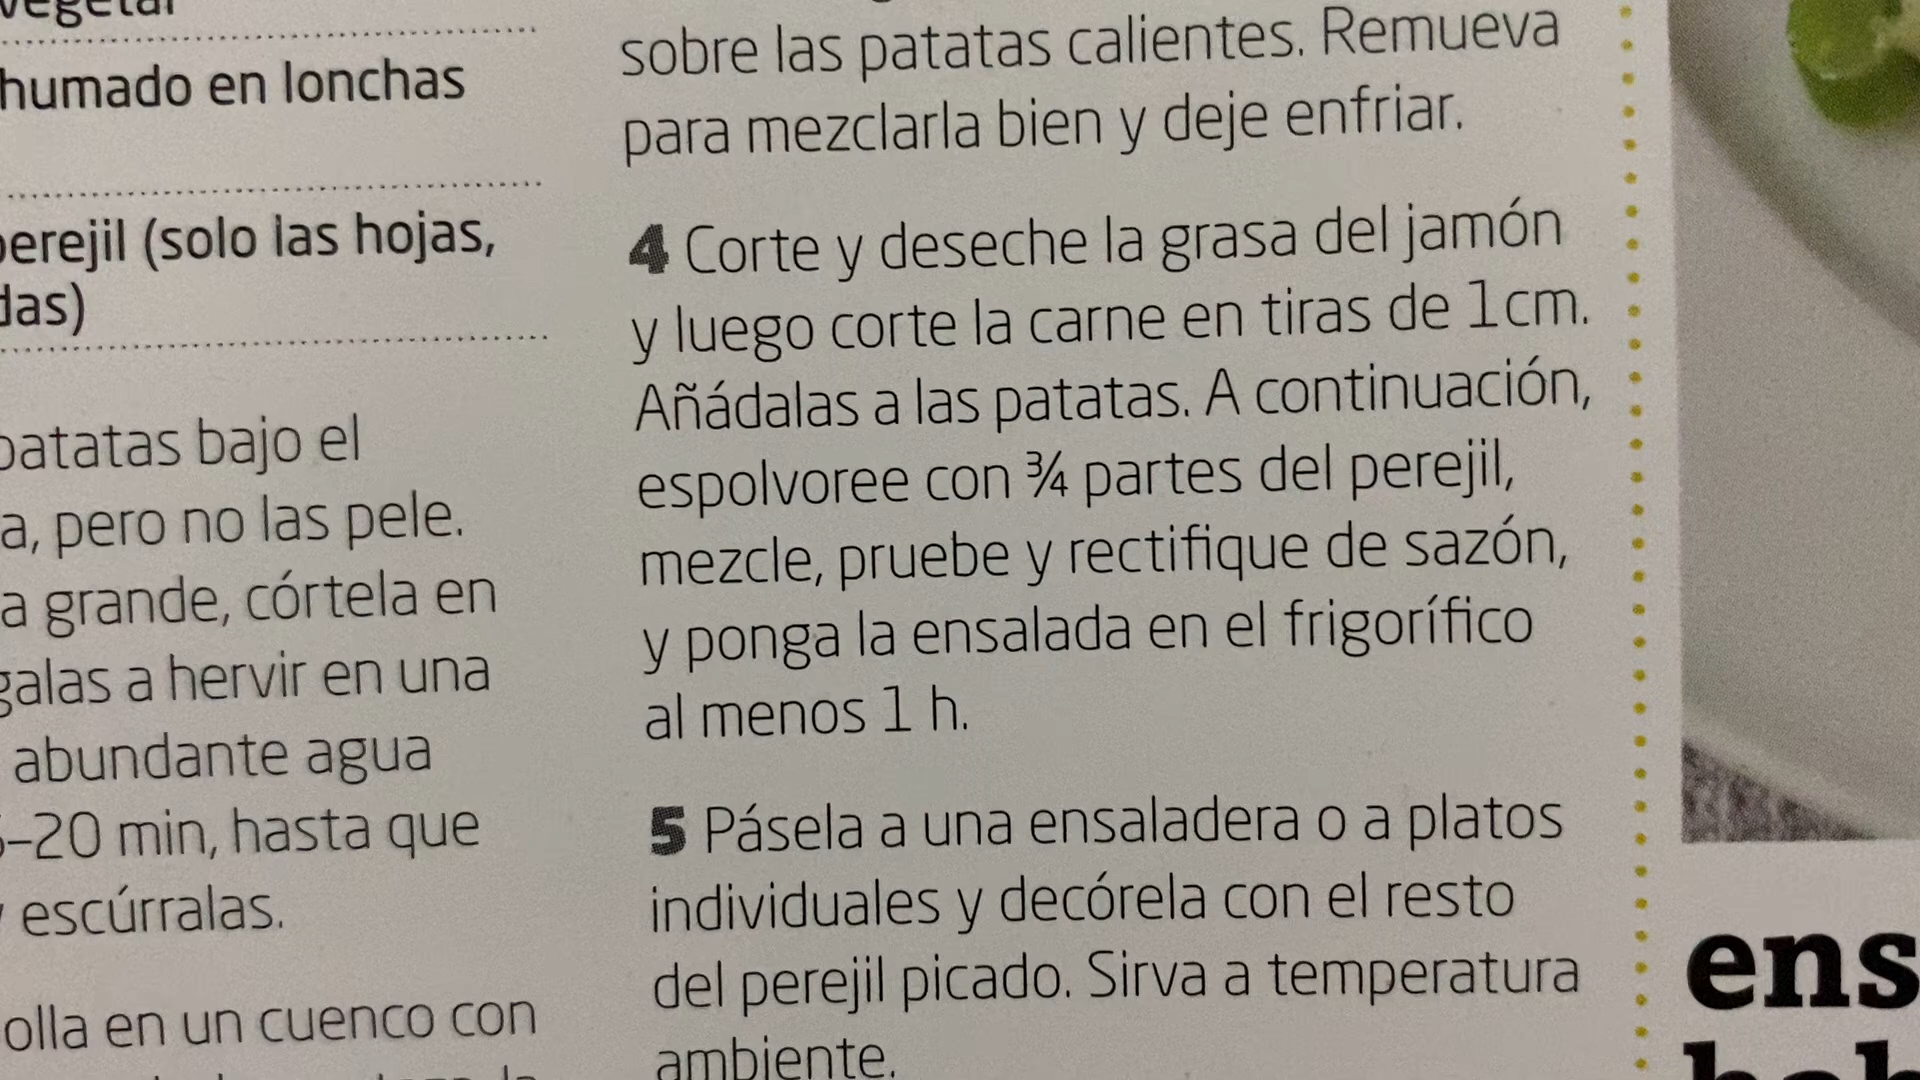 humado en lonchas
perejil (solo las hojas,
das)
patatas bajo el
a, pero no las pele.
a grande, córtela en
galas a hervir en una
abundante agua
–20 min, hasta que
y escúrralas.
olla en un cuenco con
sobre las patatas calientes. Remueva
para mezclarla bien y deje enfriar.
4 Corte y deseche la grasa del jamón
y luego corte la carne en tiras de 1 cm.
Añádalas a las patatas. A continuación,
espolvoree con ¾ partes del perejil,
mezcle, pruebe y rectifique de sazón,
y ponga la ensalada en el frigorífico
al menos 1 h.
5 Pásela a una ensaladera o a platos
individuales y decórela con el resto
del perejil picado. Sirva a temperatura
ambiente.
ens